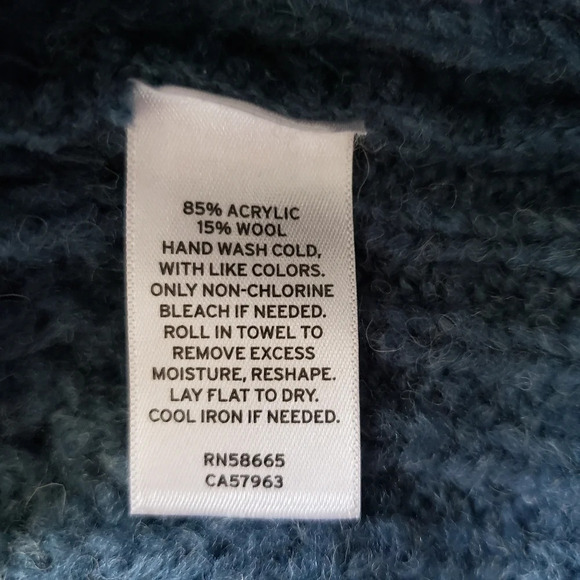 85% ACRYLIC
15% WOOL
HAND WASH COLD,
WITH LIKE COLORS.
ONLY NON-CHLORINE
BLEACH IF NEEDED.
ROLL IN TOWEL TO
REMOVE EXCESS
MOISTURE, RESHAPE.
LAY FLAT TO DRY.
COOL IRON IF NEEDED.
RN58665
CA57963